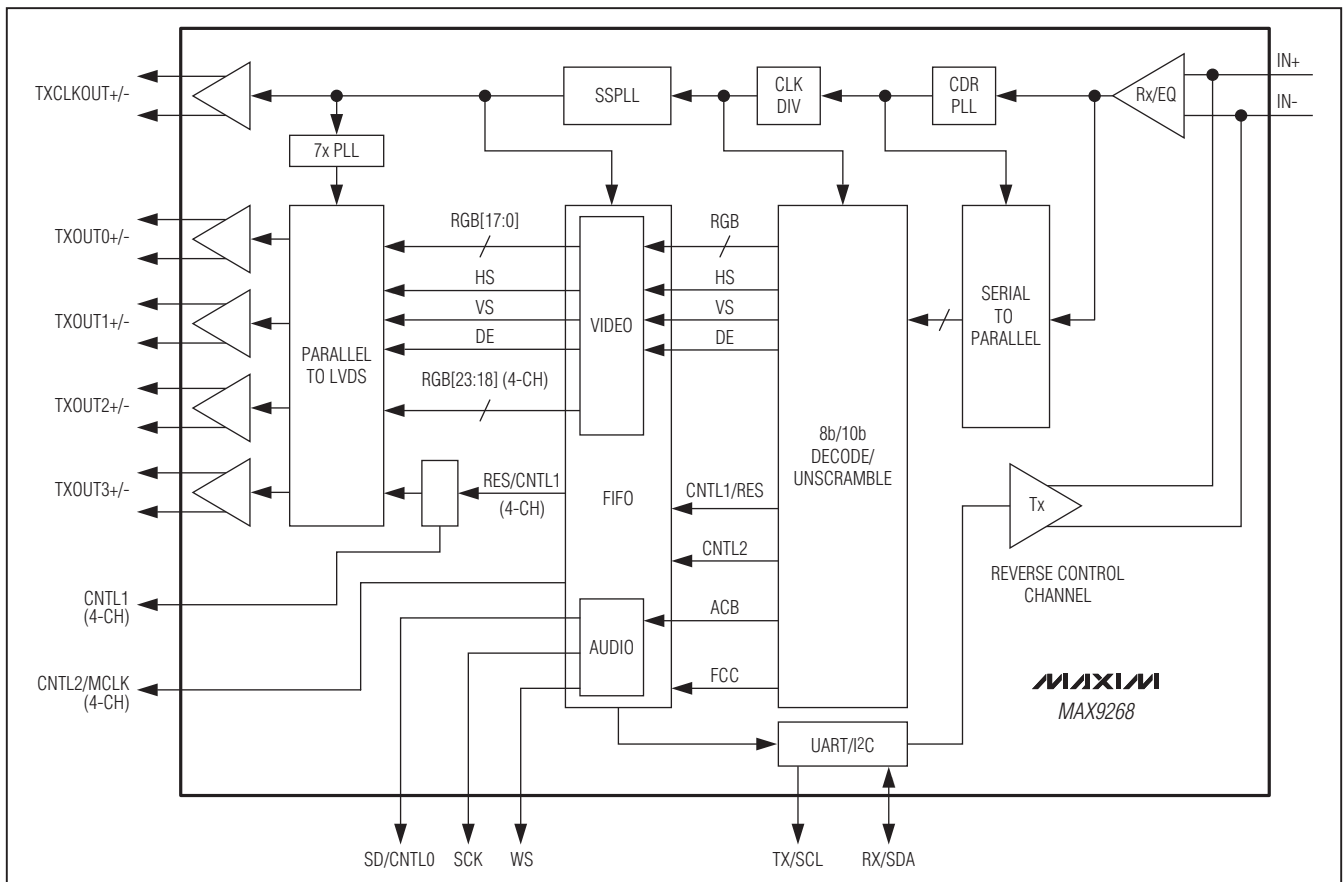 IN+
IN-
TXCLKOUT+/-
SSPLL
CLK
DIV
CDR
PLL
Rx/EQ
7x PLL
TXOUT0+/-
TXOUT1+/-
TXOUT2+/-
TXOUT3+/-
PARALLEL
TO LVDS
RGB[17:0]
HS
VS
DE
RGB[23:18] (4-CH)
RES/CNTL1
(4-CH)
VIDEO
FIFO
AUDIO
RGB
HS
VS
DE
CNTL1/RES
CNTL2
ACB
FCC
8b/10b
DECODE/
UNSCRAMBLE
SERIAL
TO
PARALLEL
Tx
REVERSE CONTROL
CHANNEL
CNTL1
(4-CH)
CNTL2/MCLK
(4-CH)
UART/I²C
MAXIM
MAX9268
SD/CNTL0
SCK
WS
TX/SCL
RX/SDA